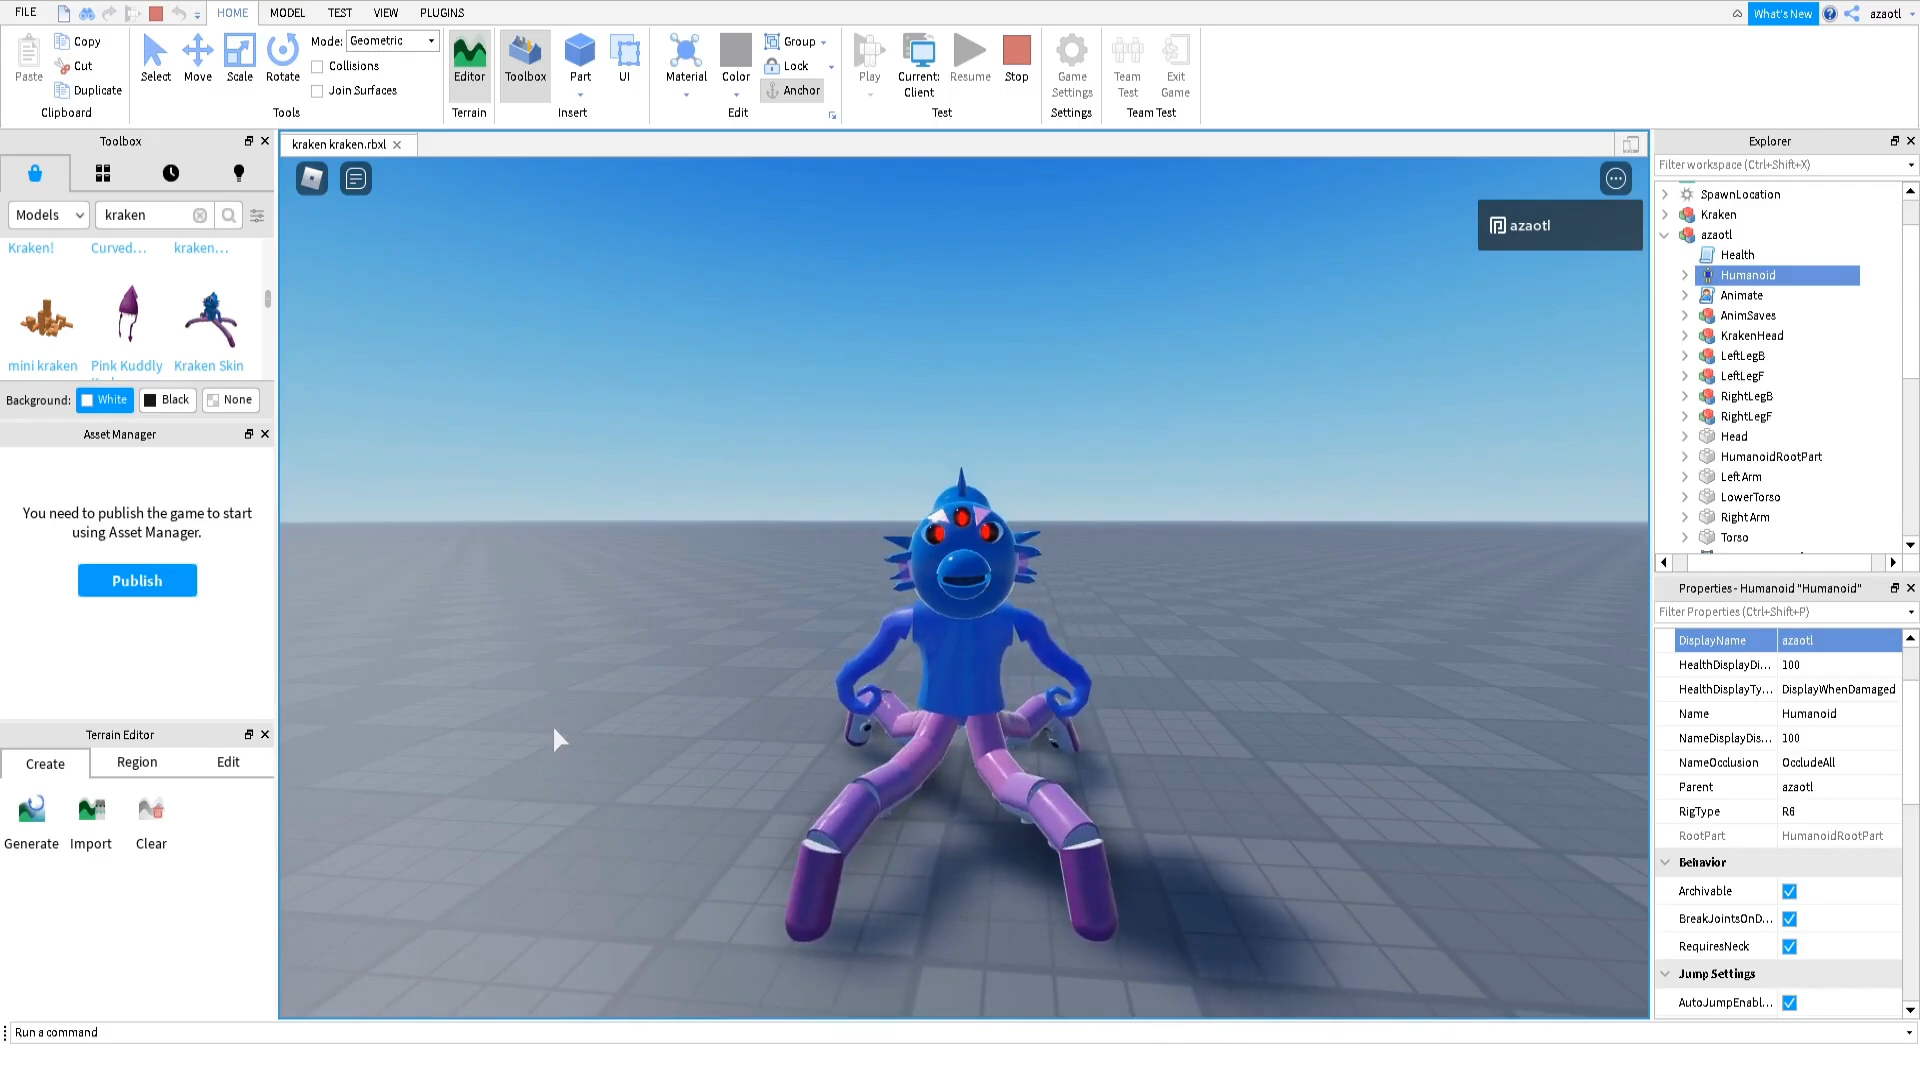 FILE
HOME
MODEL
TEST
VIEW
PLUGINS
What's New
azaotl
Paste
Copy
Cut
Duplicate
Clipboard
Select
Move
Scale
Rotate
Mode: Geometric
Collisions
Join Surfaces
Tools
Editor
Terrain
Toolbox
Part
UI
Insert
Material
Color
Group
Lock
Anchor
Edit
Play
Current:
Client
Resume
Stop
Test
Game
Settings
Settings
Team
Test
Exit
Game
Team Test
Toolbox
Models
kraken
Kraken!
Curved...
kraken...
mini kraken
Pink Kuddly
Kraken Skin
Background:
White
Black
None
Asset Manager
You need to publish the game to start
using Asset Manager.
Publish
Terrain Editor
Create
Region
Edit
Generate
Import
Clear
Run a command
kraken kraken.rbxl
azaotl
Explorer
Filter workspace (Ctrl+Shift+X)
SpawnLocation
Kraken
azaotl
Health
Humanoid
Animate
AnimSaves
KrakenHead
LeftLegB
LeftLegF
RightLegB
RightLegF
Head
HumanoidRootPart
Left Arm
LowerTorso
Right Arm
Torso
Properties - Humanoid "Humanoid"
Filter Properties (Ctrl+Shift+P)
DisplayName azaotl
HealthDisplayDi... 100
HealthDisplayTy... DisplayWhenDamaged
Name Humanoid
NameDisplayDis... 100
NameOcclusion OccludeAll
Parent azaotl
RigType R6
RootPart HumanoidRootPart
Behavior
Archivable
BreakJointsOnD...
RequiresNeck
Jump Settings
AutoJumpEnabl...